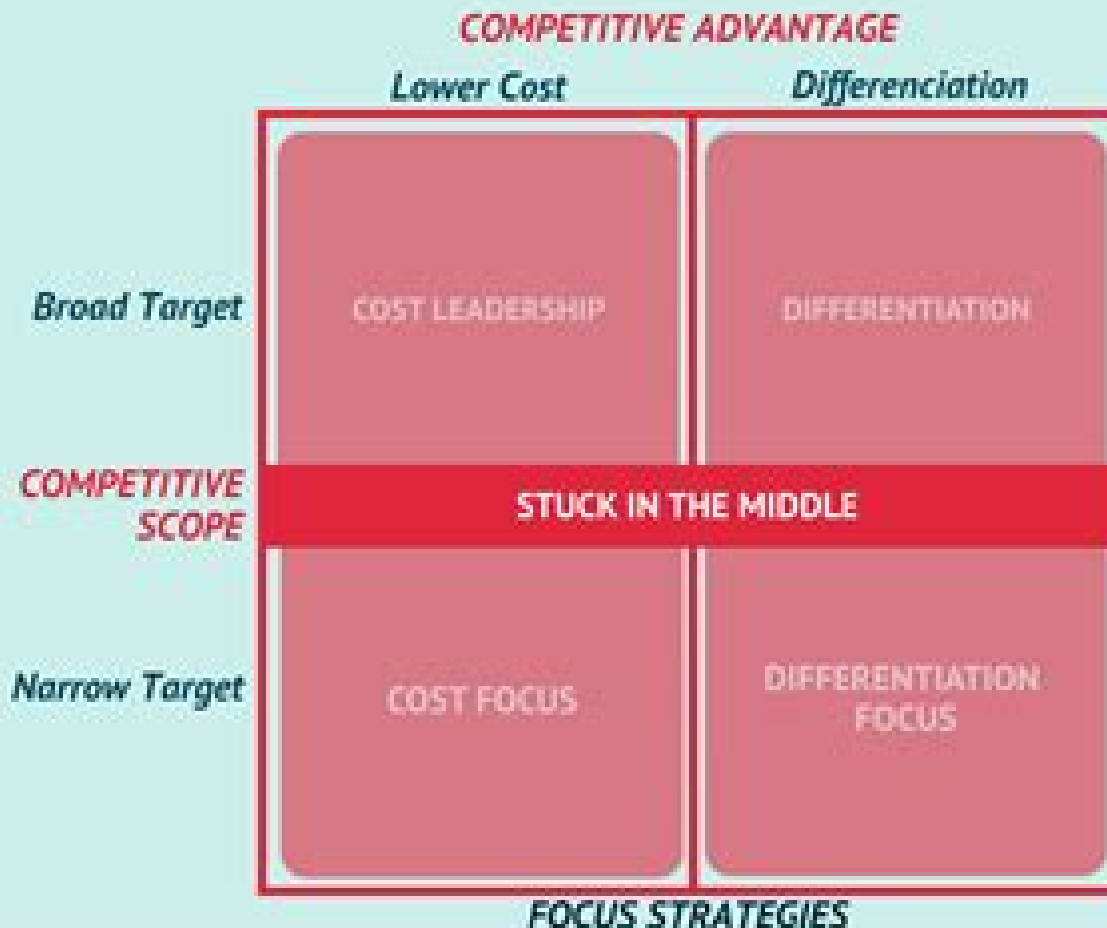 COMPETITIVE ADVANTAGE
Lower Cost
Differenciation
Broad Target
COST LEADERSHIP
DIFFERENTIATION
COMPETITIVE
SCOPE
STUCK IN THE MIDDLE
Narrow Target
COST FOCUS
DIFFERENTIATION
FOCUS
FOCUS STRATEGIES